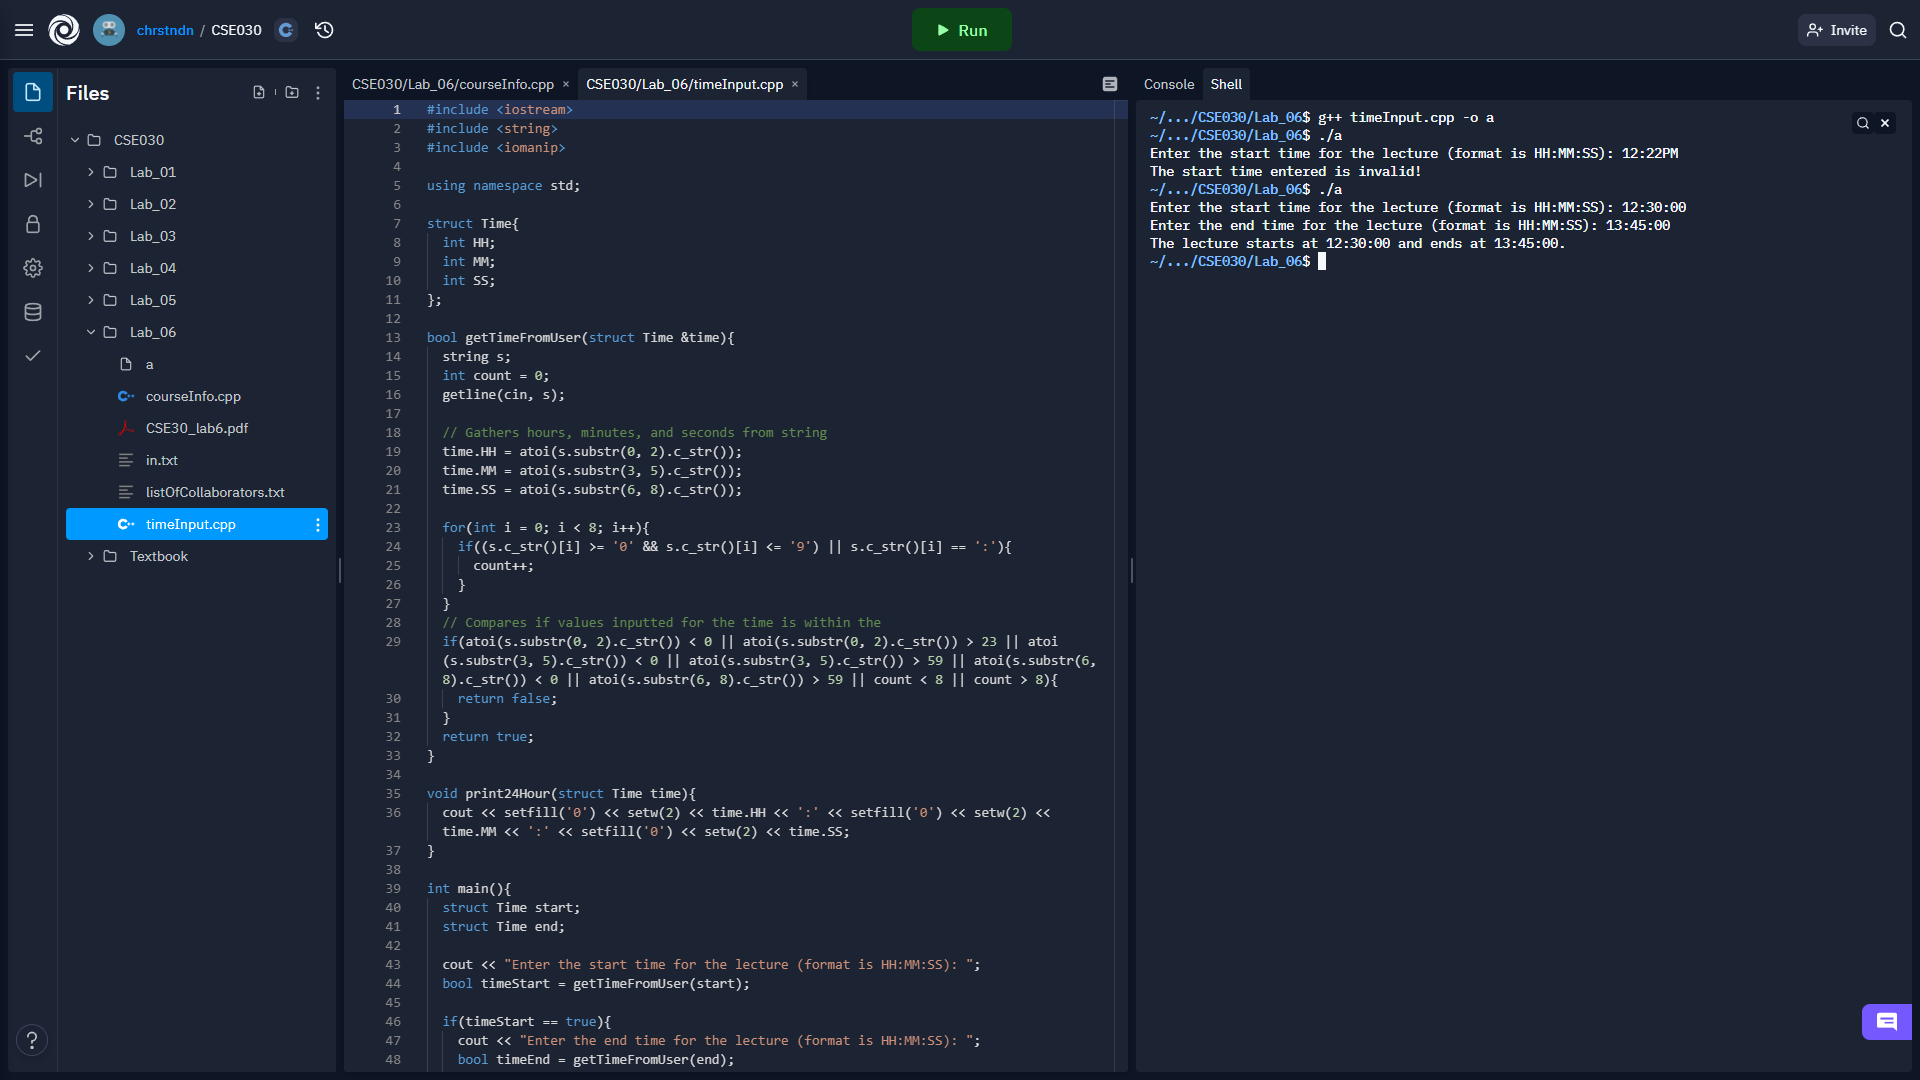 chrstndn / CSE030
Run
Invite
Files
CSE030
Lab_01
Lab_02
Lab_03
Lab_04
Lab_05
Lab_06
a
courseInfo.cpp
CSE30_lab6.pdf
in.txt
listOfCollaborators.txt
timeInput.cpp
Textbook
CSE030/Lab_06/courseInfo.cpp × CSE030/Lab_06/timeInput.cpp ×
1 #include <iostream>
2 #include <string>
3 #include <iomanip>
4
5 using namespace std;
6
7 struct Time{
8 int HH;
9 int MM;
10 int SS;
11 };
12
13 bool getTimeFromUser(struct Time &time){
14 string s;
15 int count = 0;
16 getline(cin, s);
17
18 // Gathers hours, minutes, and seconds from string
19 time.HH = atoi(s.substr(0, 2).c_str());
20 time.MM = atoi(s.substr(3, 5).c_str());
21 time.SS = atoi(s.substr(6, 8).c_str());
22
23 for(int i = 0; i < 8; i++){
24 if((s.c_str()[i] >= '0' && s.c_str()[i] <= '9') || s.c_str()[i] == ':'){
25 count++;
26 }
27 }
28 // Compares if values inputted for the time is within the
29 if(atoi(s.substr(0, 2).c_str()) < 0 || atoi(s.substr(0, 2).c_str()) > 23 || atoi
(s.substr(3, 5).c_str()) < 0 || atoi(s.substr(3, 5).c_str()) > 59 || atoi(s.substr(6,
8).c_str()) < 0 || atoi(s.substr(6, 8).c_str()) > 59 || count < 8 || count > 8){
30 return false;
31 }
32 return true;
33 }
34
35 void print24Hour(struct Time time){
36 cout << setfill('0') << setw(2) << time.HH << ':' << setfill('0') << setw(2) <<
time.MM << ':' << setfill('0') << setw(2) << time.SS;
37 }
38
39 int main(){
40 struct Time start;
41 struct Time end;
42
43 cout << "Enter the start time for the lecture (format is HH:MM:SS): ";
44 bool timeStart = getTimeFromUser(start);
45
46 if(timeStart == true){
47 cout << "Enter the end time for the lecture (format is HH:MM:SS): ";
48 bool timeEnd = getTimeFromUser(end);
Console Shell
~/.../CSE030/Lab_06$ g++ timeInput.cpp -o a
~/.../CSE030/Lab_06$ ./a
Enter the start time for the lecture (format is HH:MM:SS): 12:22PM
The start time entered is invalid!
~/.../CSE030/Lab_06$ ./a
Enter the start time for the lecture (format is HH:MM:SS): 12:30:00
Enter the end time for the lecture (format is HH:MM:SS): 13:45:00
The lecture starts at 12:30:00 and ends at 13:45:00.
~/.../CSE030/Lab_06$